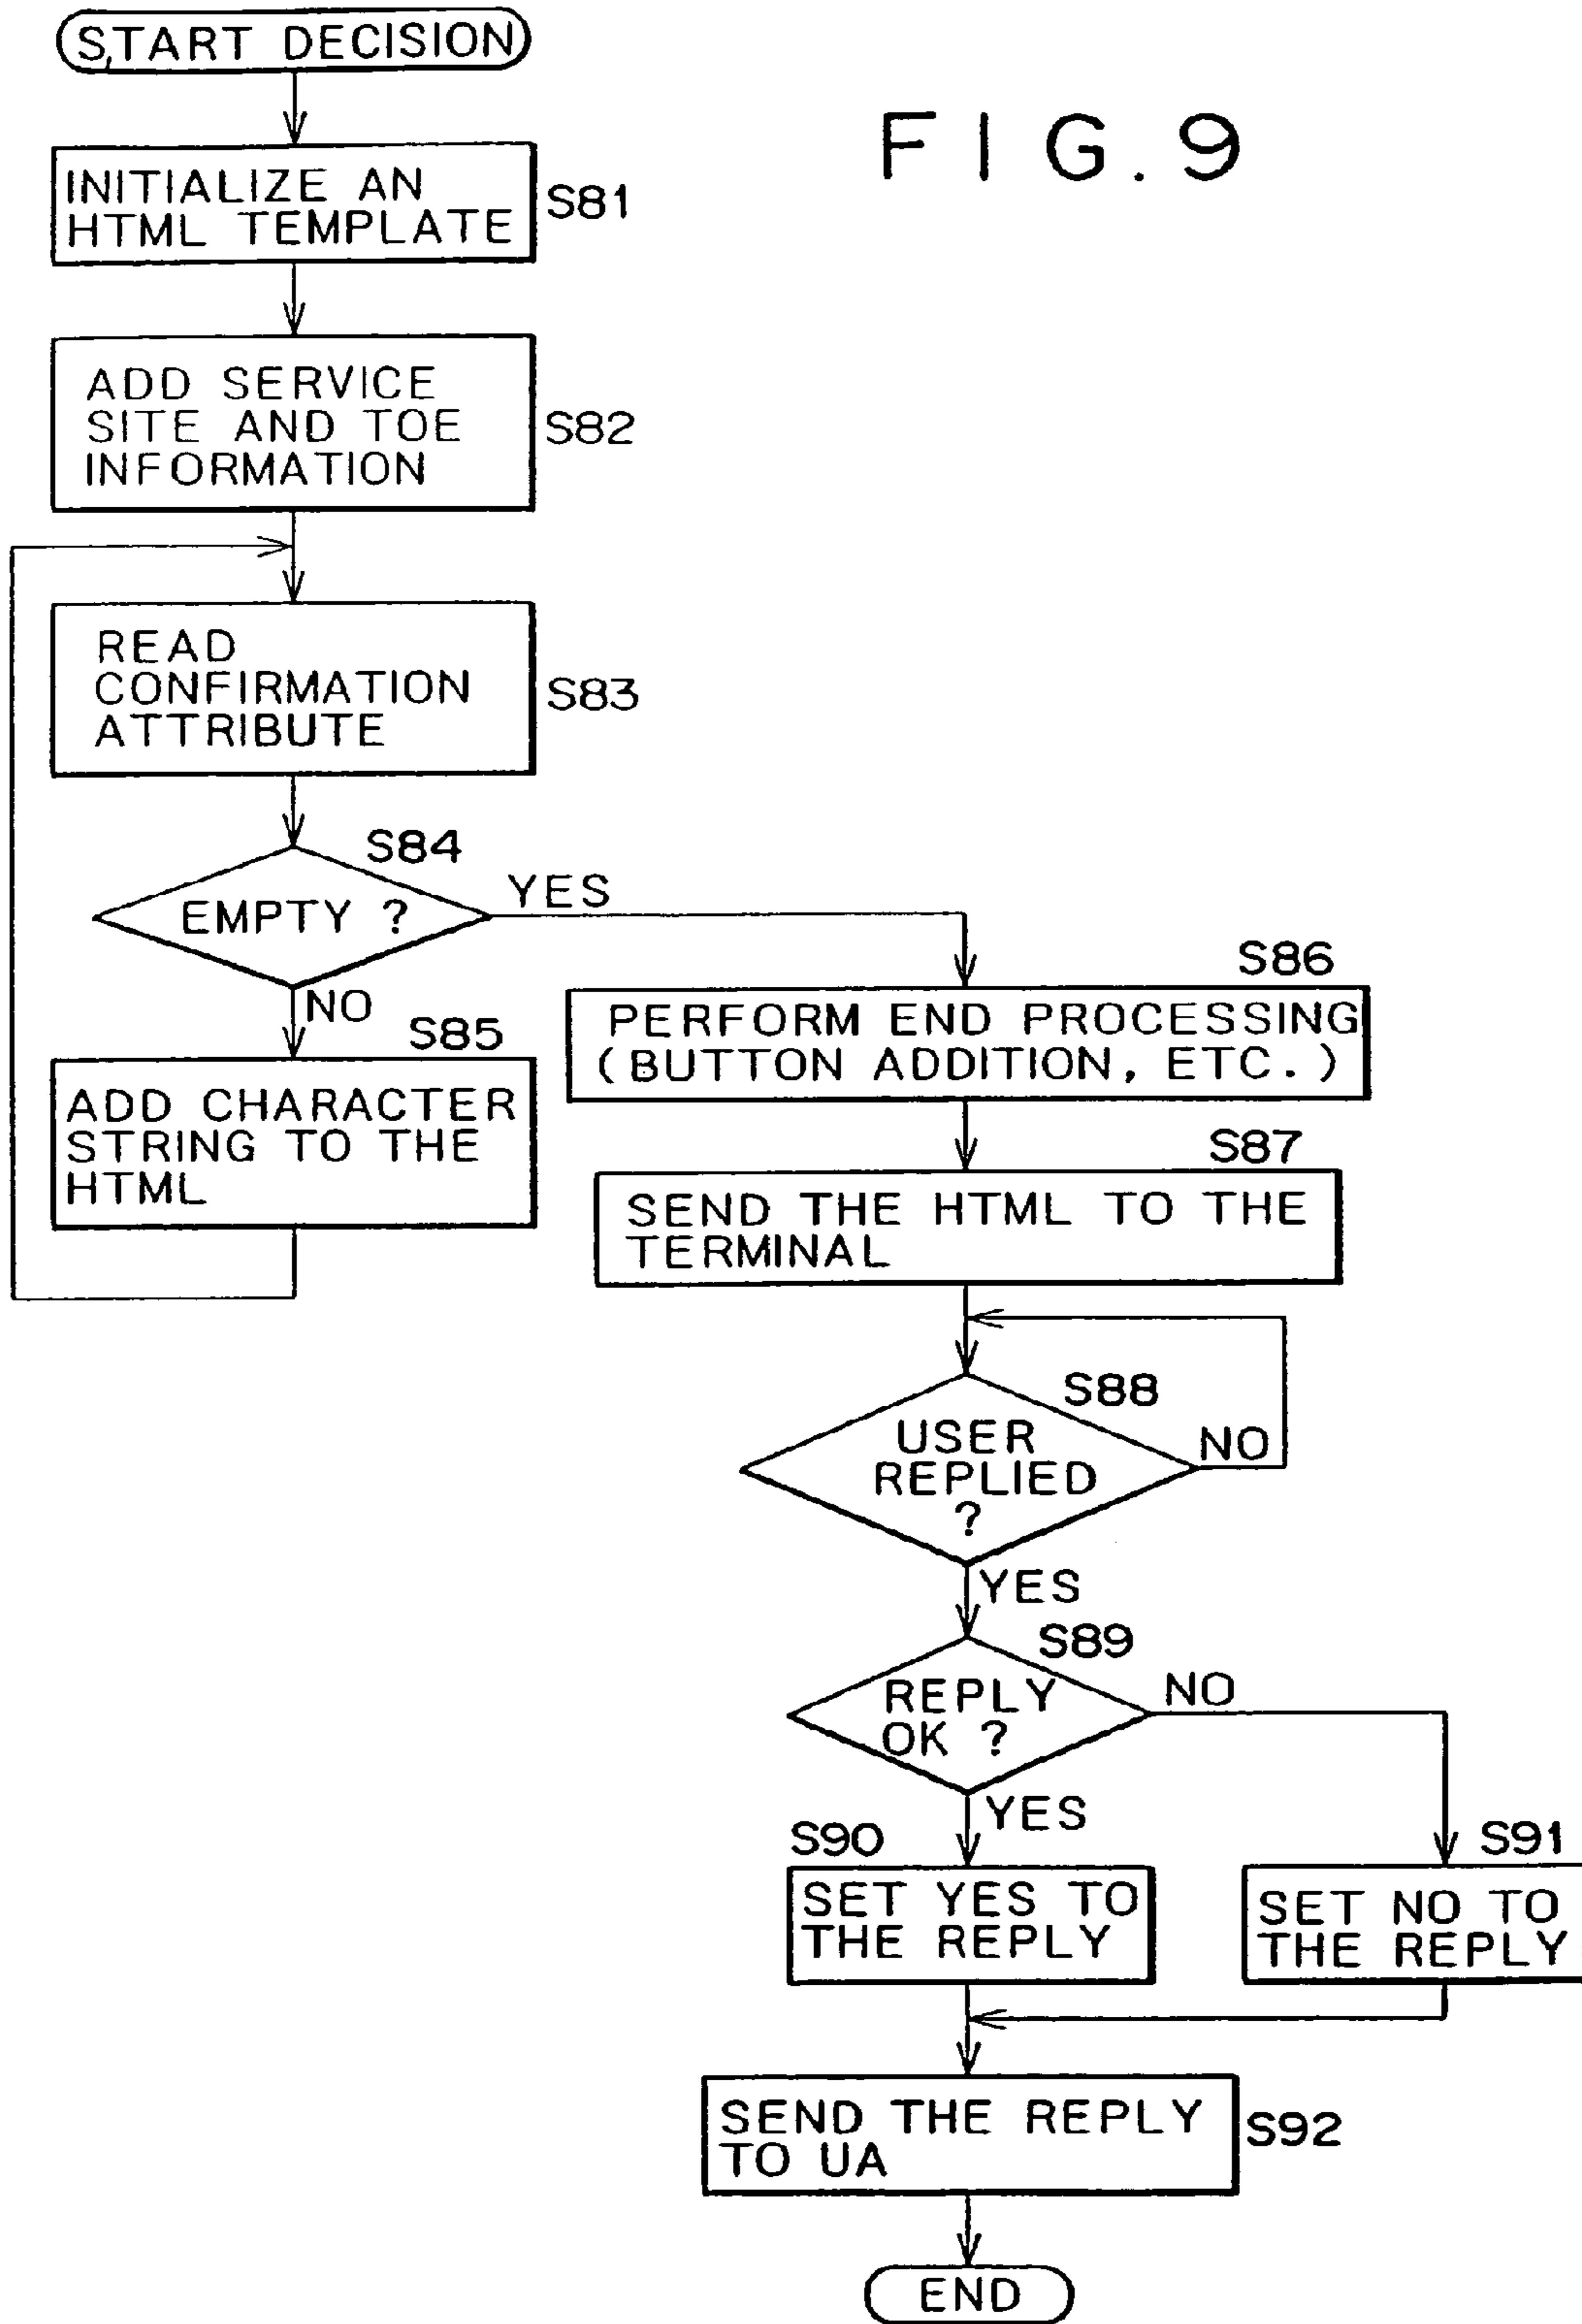 START DECISION
FIG.9
INITIALIZE AN
HTML TEMPLATE
S81
ADD SERVICE
SITE AND TOE
INFORMATION
S82
READ
CONFIRMATION
ATTRIBUTE
S83
S84
EMPTY ?
YES
NO
S85
ADD CHARACTER
STRING TO THE
HTML
S86
PERFORM END PROCESSING
(BUTTON ADDITION, ETC.)
S87
SEND THE HTML TO THE
TERMINAL
S88
USER
REPLIED
?
NO
YES
S89
REPLY
OK ?
NO
YES
S90
SET YES TO
THE REPLY
S91
SET NO TO
THE REPLY
SEND THE REPLY
TO UA
S92
END